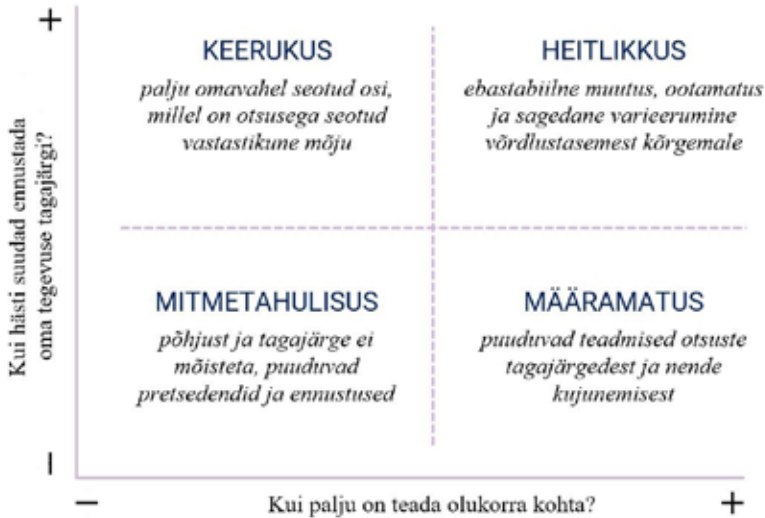 +
KEERUKUS
palju omavahel seotud osi,
millel on otsusega seotud
vastastikune mõju
HEITLIKKUS
ebastabiilne muutus, ootamatus
ja sagedane varieerumine
võrdlustasemest kõrgemale
Kui hästi suudad ennustada
oma tegevuse tagajärgi?
MITMETAHULISUS
põhjust ja tagajärge ei
mõisteta, puuduvad
pretsedendid ja ennustused
MÄÄRAMATUS
puuduvad teadmised otsuste
tagajärgedest ja nende
kujunemisest
–
–
Kui palju on teada olukorra kohta?
+